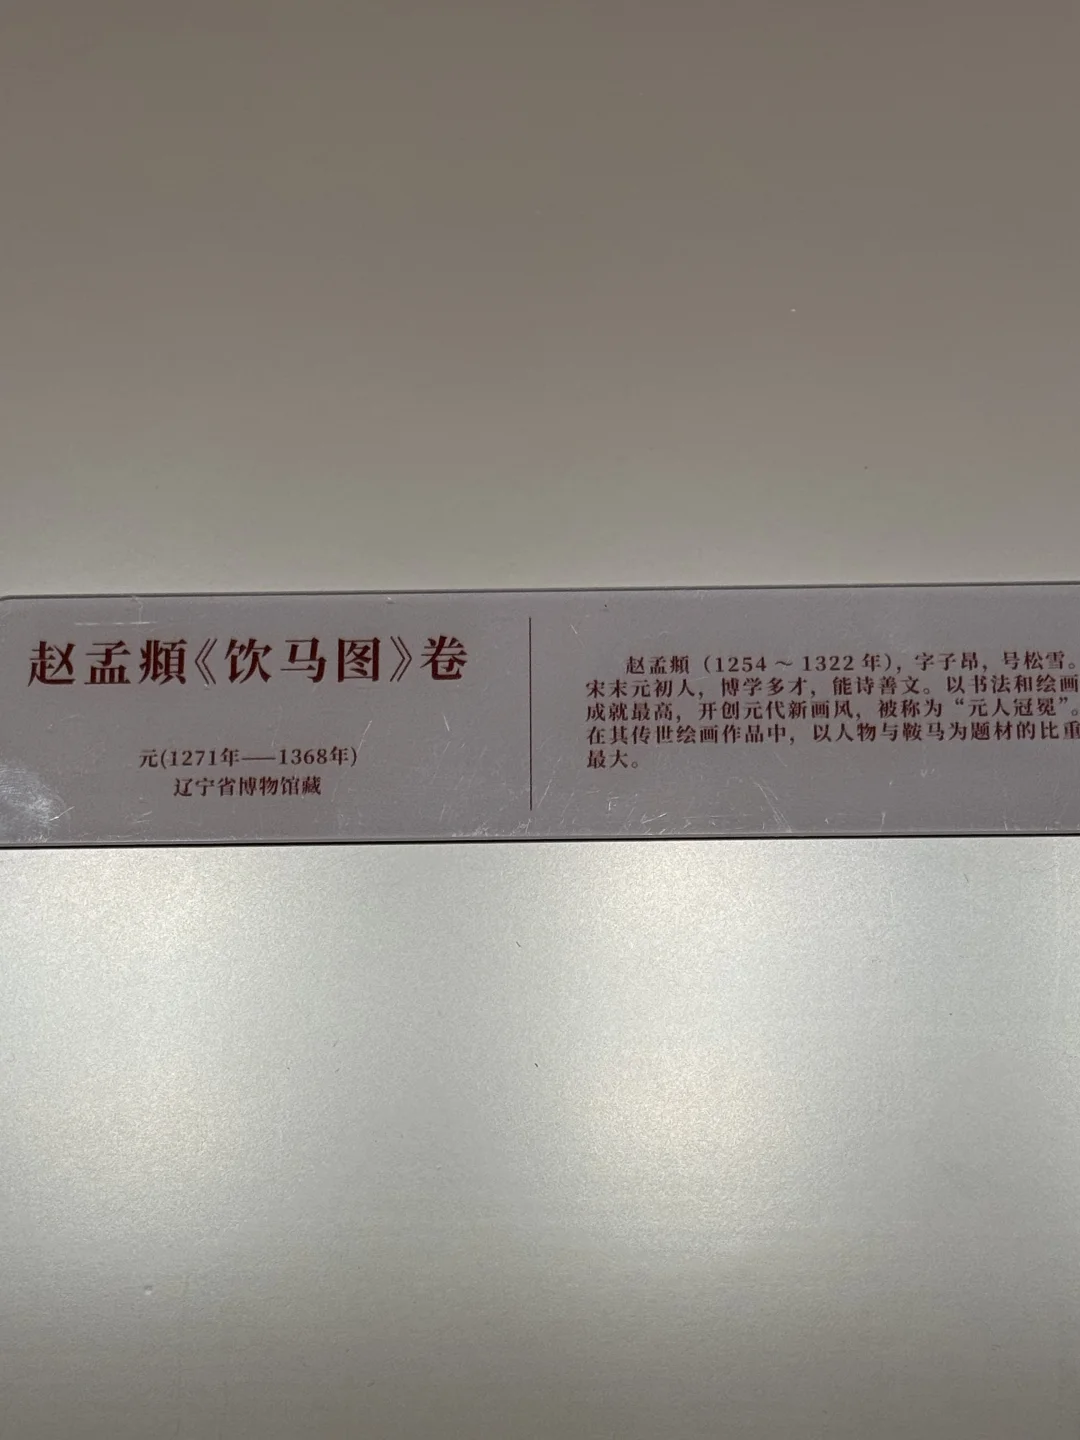 赵孟頫《饮马图》卷
元(1271年——1368年)
辽宁省博物馆藏
赵孟頫（1254～1322年），字子昂，号松雪。
宋末元初人，博学多才，能诗善文。以书法和绘画
成就最高，开创元代新画风，被称为“元人冠冕”。
在其传世绘画作品中，以人物与鞍马为题材的比重
最大。